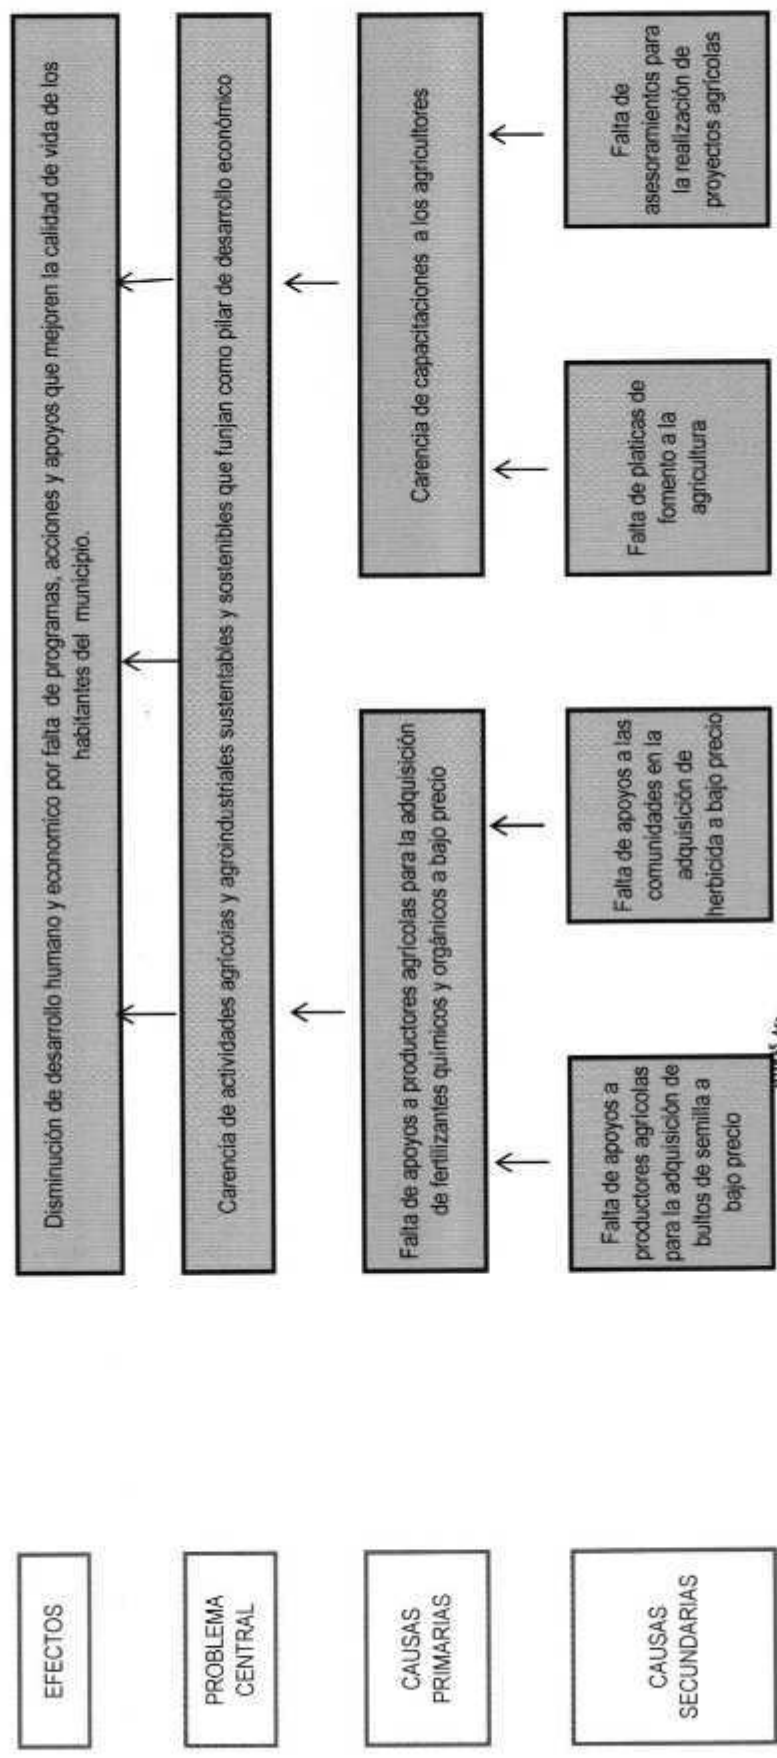 EFECTOS
Disminución de desarrollo humano y economico por falta de programas, acciones y apoyos que mejoren la calidad de vida de los
habitantes del municipio.
PROBLEMA
CENTRAL
Carencia de actividades agrícolas y agroindustriales sustentables y sostenibles que funjan como pilar de desarrollo económico
CAUSAS
PRIMARIAS
Falta de apoyos a productores agrícolas para la adquisición
de fertilizantes químicos y orgánicos a bajo precio
Carencia de capacitaciones a los agricultores
CAUSAS
SECUNDARIAS
Falta de apoyos a
productores agrícolas
para la adquisición de
bultos de semilla a
bajo precio
Falta de apoyos a las
comunidades en la
adquisición de
herbicida a bajo precio
Falta de platicas de
fomento a la
agricultura
Falta de
asesoramientos para
la realización de
proyectos agrícolas